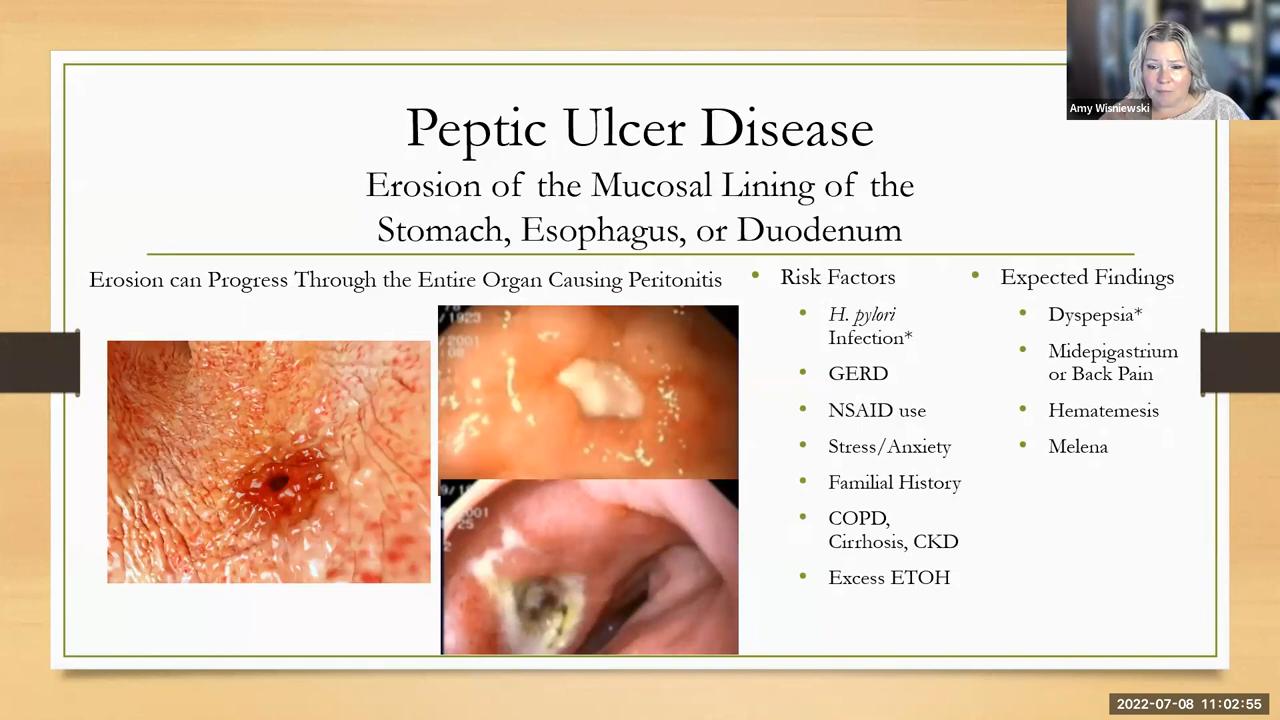 Amy Wisniewski
Peptic Ulcer Disease
Erosion of the Mucosal Lining of the
Stomach, Esophagus, or Duodenum
Erosion can Progress Through the Entire Organ Causing Peritonitis
• Risk Factors
• H. pylori
Infection*
• GERD
• NSAID use
• Stress/Anxiety
• Familial History
• COPD,
Cirrhosis, CKD
• Excess ETOH
• Expected Findings
• Dyspepsia*
• Midepigastrium
or Back Pain
• Hematemesis
• Melena
2022-07-08 11:02:55